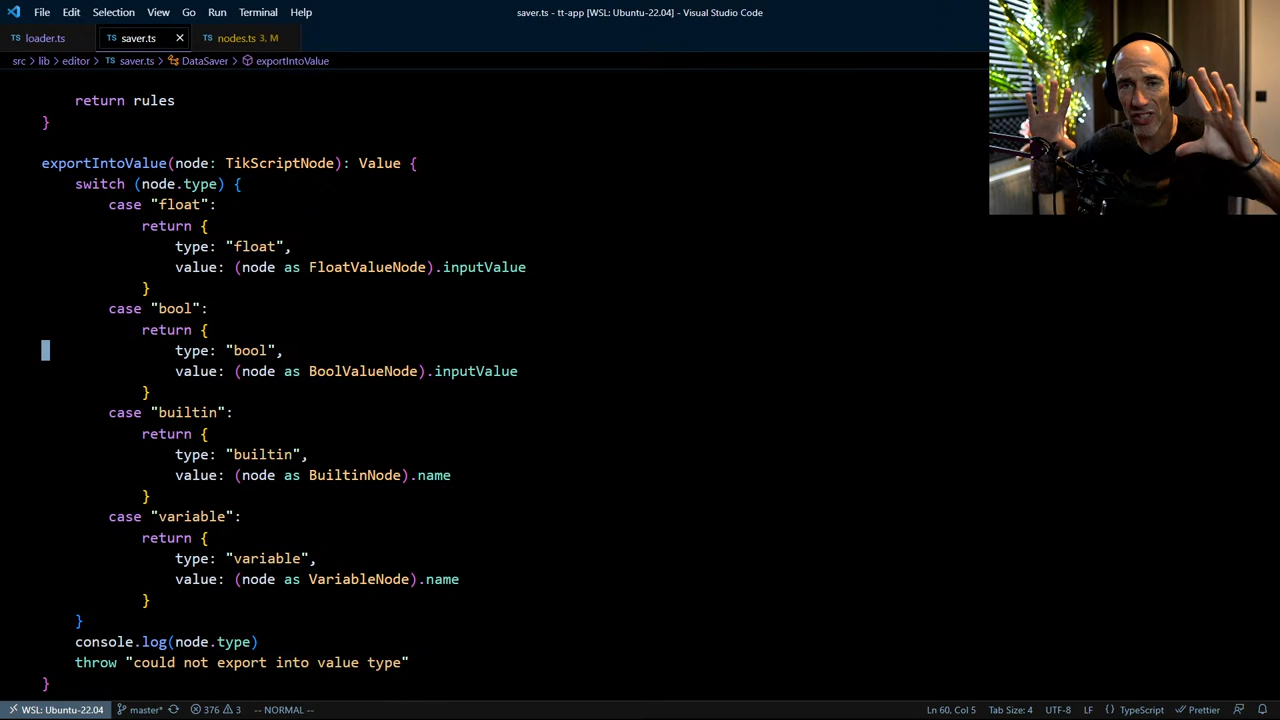 File Edit Selection View Go Run Terminal Help
saver.ts - tt-app [WSL: Ubuntu-22.04] - Visual Studio Code
TS loader.ts TS saver.ts × TS nodes.ts 3, M
src > lib > editor > TS saver.ts > DataSaver > exportIntoValue
return rules
}
exportIntoValue(node: TikScriptNode): Value {
switch (node.type) {
case "float":
return {
type: "float",
value: (node as FloatValueNode).inputValue
}
case "bool":
return {
type: "bool",
value: (node as BoolValueNode).inputValue
}
case "builtin":
return {
type: "builtin",
value: (node as BuiltinNode).name
}
case "variable":
return {
type: "variable",
value: (node as VariableNode).name
}
}
console.log(node.type)
throw "could not export into value type"
}
WSL: Ubuntu-22.04 master* 376 3 -- NORMAL -- Ln 60, Col 5 Tab Size: 4 UTF-8 LF {} TypeScript Prettier